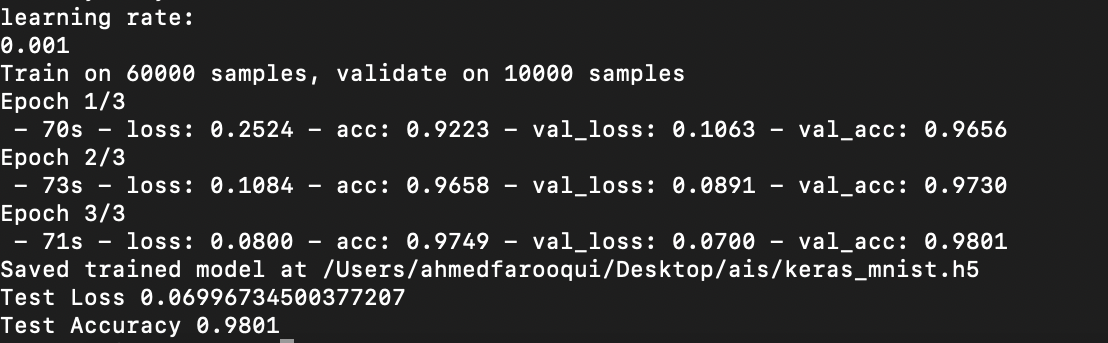 learning rate:
0.001
Train on 60000 samples, validate on 10000 samples
Epoch 1/3
 - 70s - loss: 0.2524 - acc: 0.9223 - val_loss: 0.1063 - val_acc: 0.9656
Epoch 2/3
 - 73s - loss: 0.1084 - acc: 0.9658 - val_loss: 0.0891 - val_acc: 0.9730
Epoch 3/3
 - 71s - loss: 0.0800 - acc: 0.9749 - val_loss: 0.0700 - val_acc: 0.9801
Saved trained model at /Users/ahmedfarooqui/Desktop/ais/keras_mnist.h5
Test Loss 0.06996734500377207
Test Accuracy 0.9801